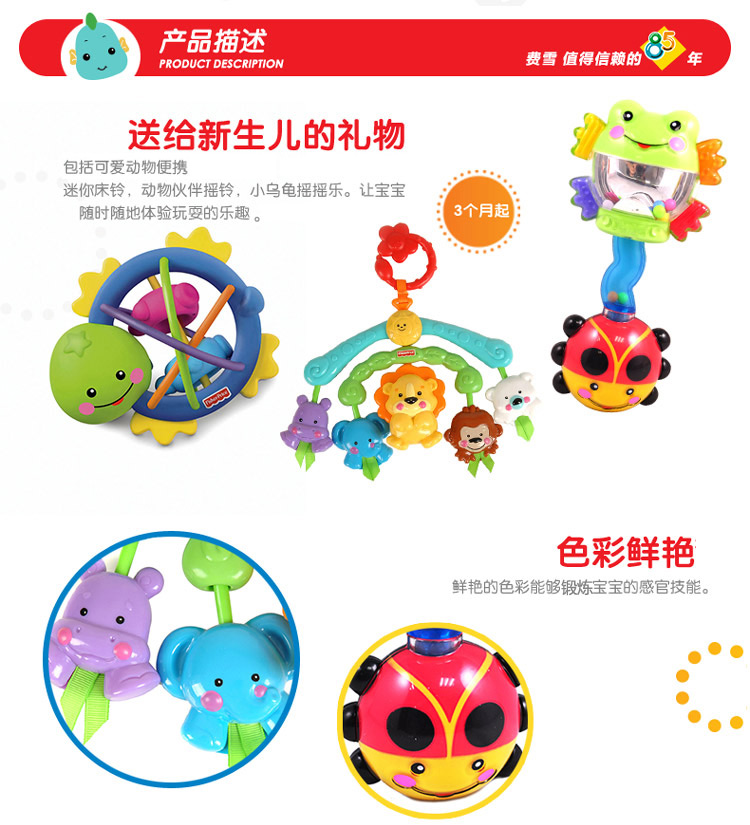 产品描述
PRODUCT DESCRIPTION
费雪 值得信赖的 85 年
送给新生儿的礼物
包括可爱动物便携
迷你床铃，动物伙伴摇铃，小乌龟摇摇乐。让宝宝
随时随地体验玩耍的乐趣。
3个月起
Fisher-Price
Fisher-Price
色彩鲜艳
鲜艳的色彩能够锻炼宝宝的感官技能。